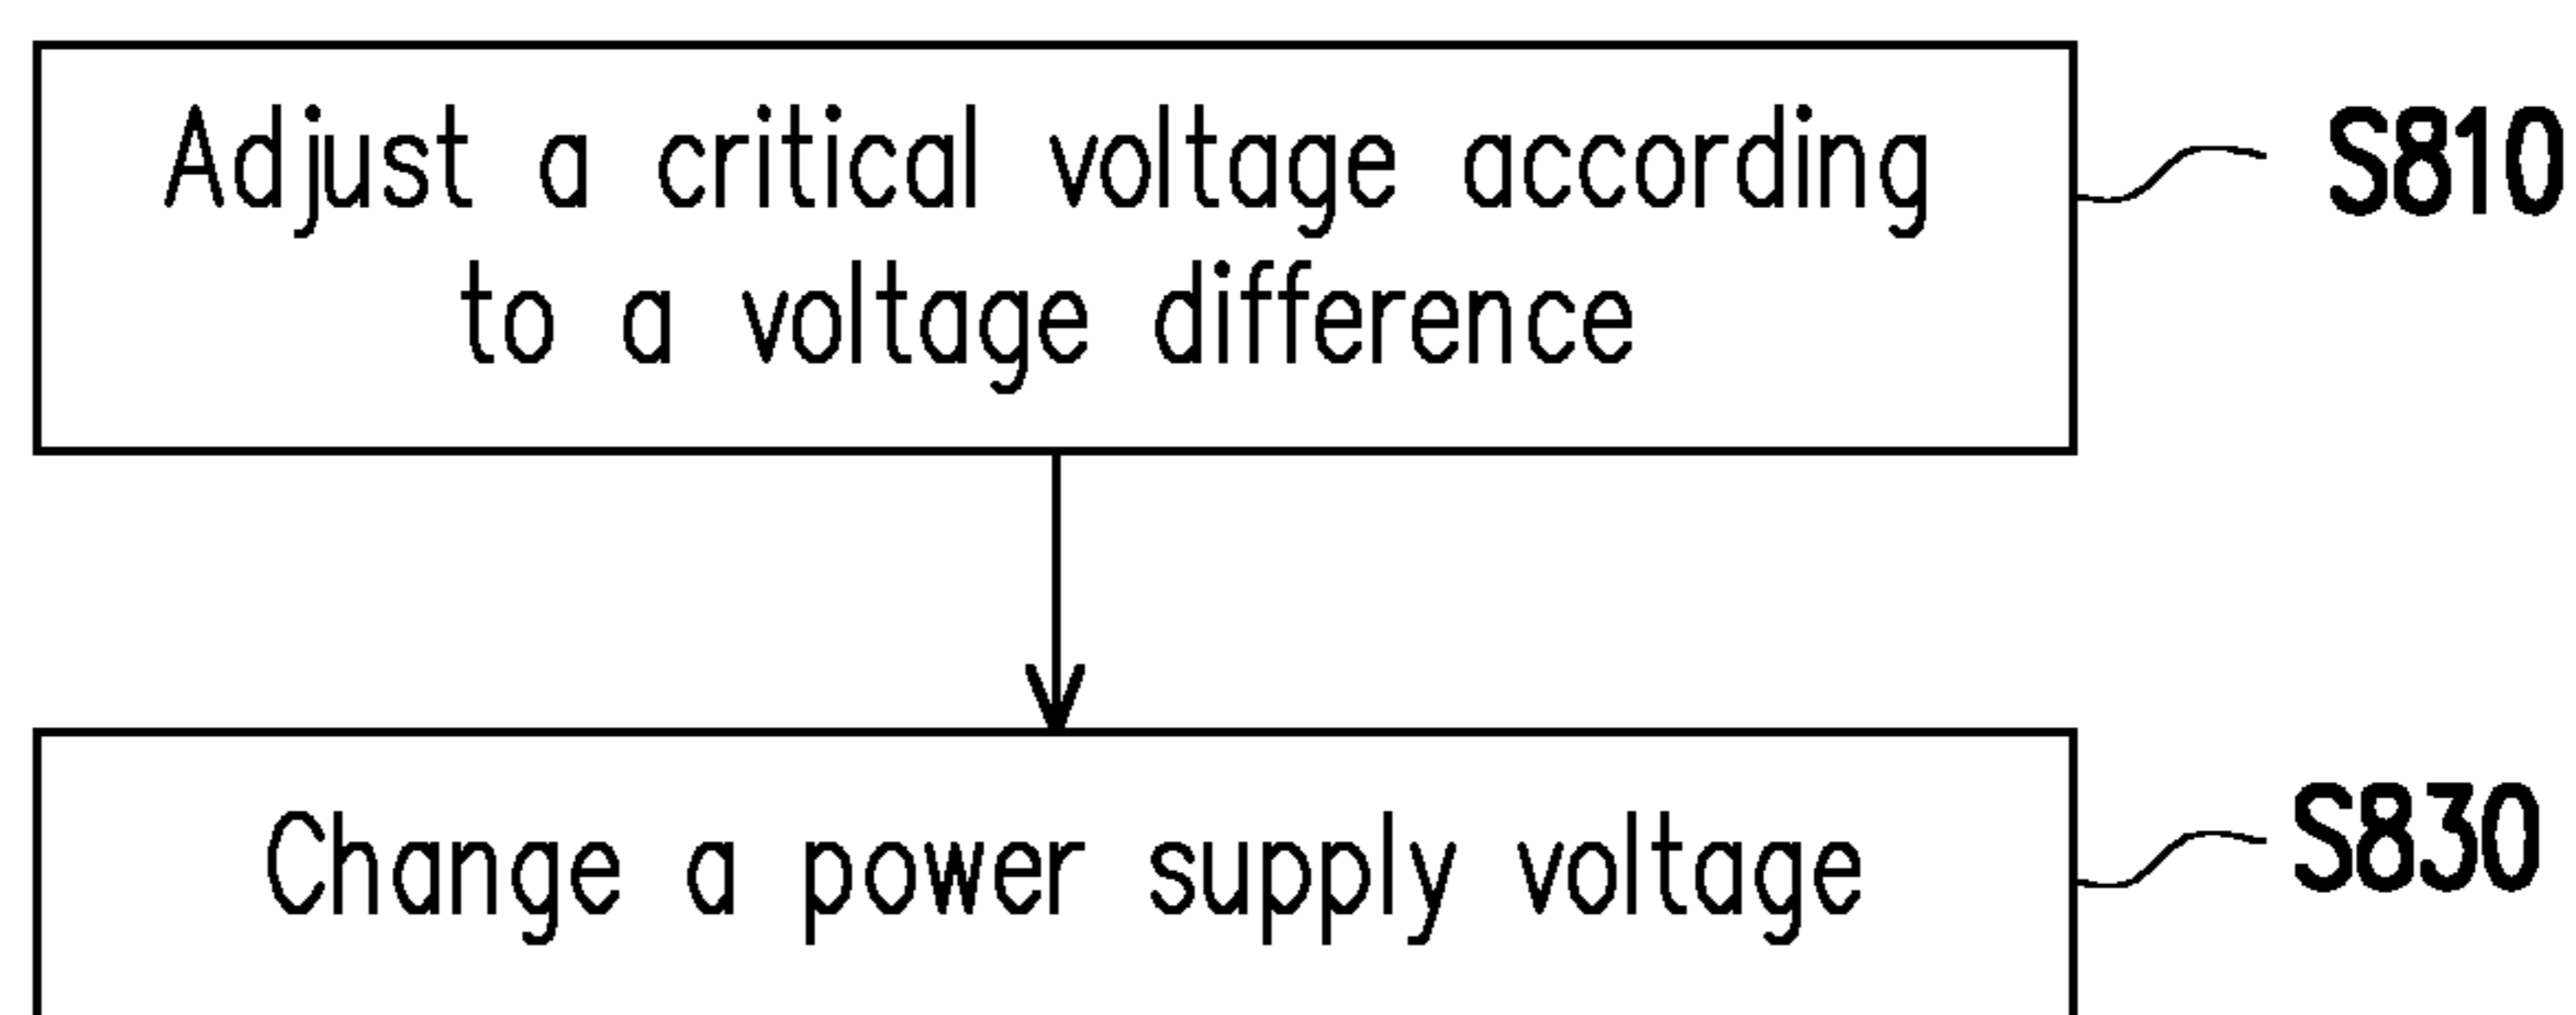 Adjust a critical voltage according
to a voltage difference
S810
Change a power supply voltage
S830